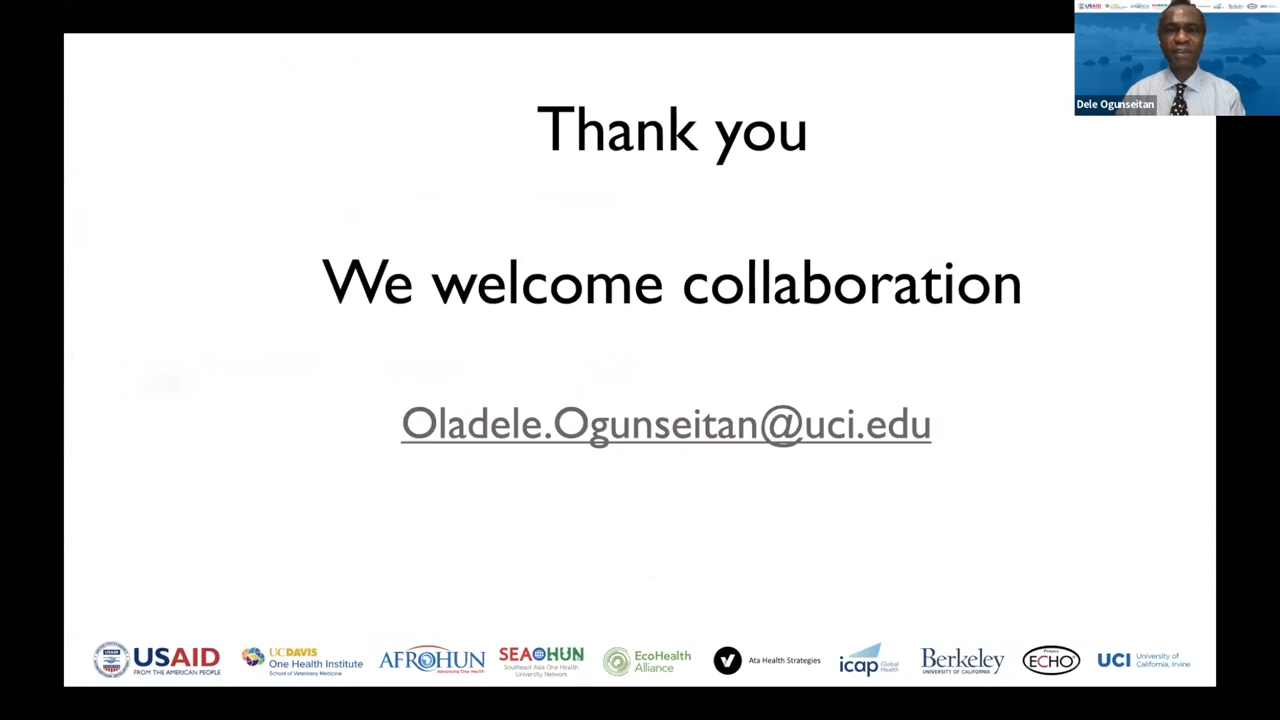 Dele Ogunseitan
Thank you
We welcome collaboration
Oladele.Ogunseitan@uci.edu
USAID
FROM THE AMERICAN PEOPLE
UCDAVIS
One Health Institute
School of Veterinary Medicine
AFROHUN
Advancing One Health
SEAOHUN
Southeast Asia One Health
University Network
EcoHealth
Alliance
Ata Health Strategies
icap Global
Health
Berkeley
UNIVERSITY OF CALIFORNIA
Project
ECHO
UCI University of
California, Irvine